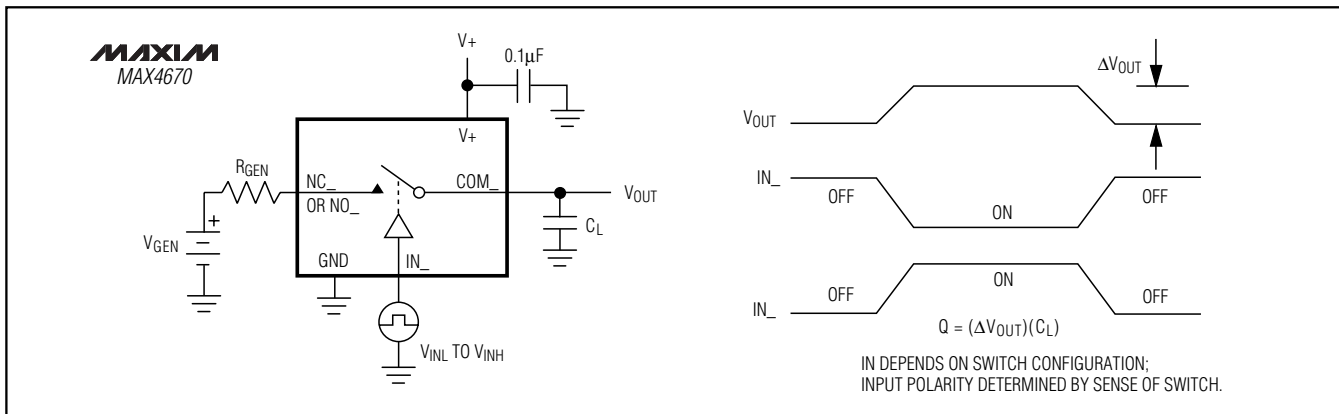 MAXIM
MAX4670
V+
0.1µF
V+
RGEN
NC_
OR NO_
COM_
VOUT
CL
VGEN
+
GND
IN_
VINL TO VINH
ΔVOUT
VOUT
IN_
OFF
ON
OFF
IN_
OFF
ON
OFF
Q = (ΔVOUT)(CL)
IN DEPENDS ON SWITCH CONFIGURATION;
INPUT POLARITY DETERMINED BY SENSE OF SWITCH.